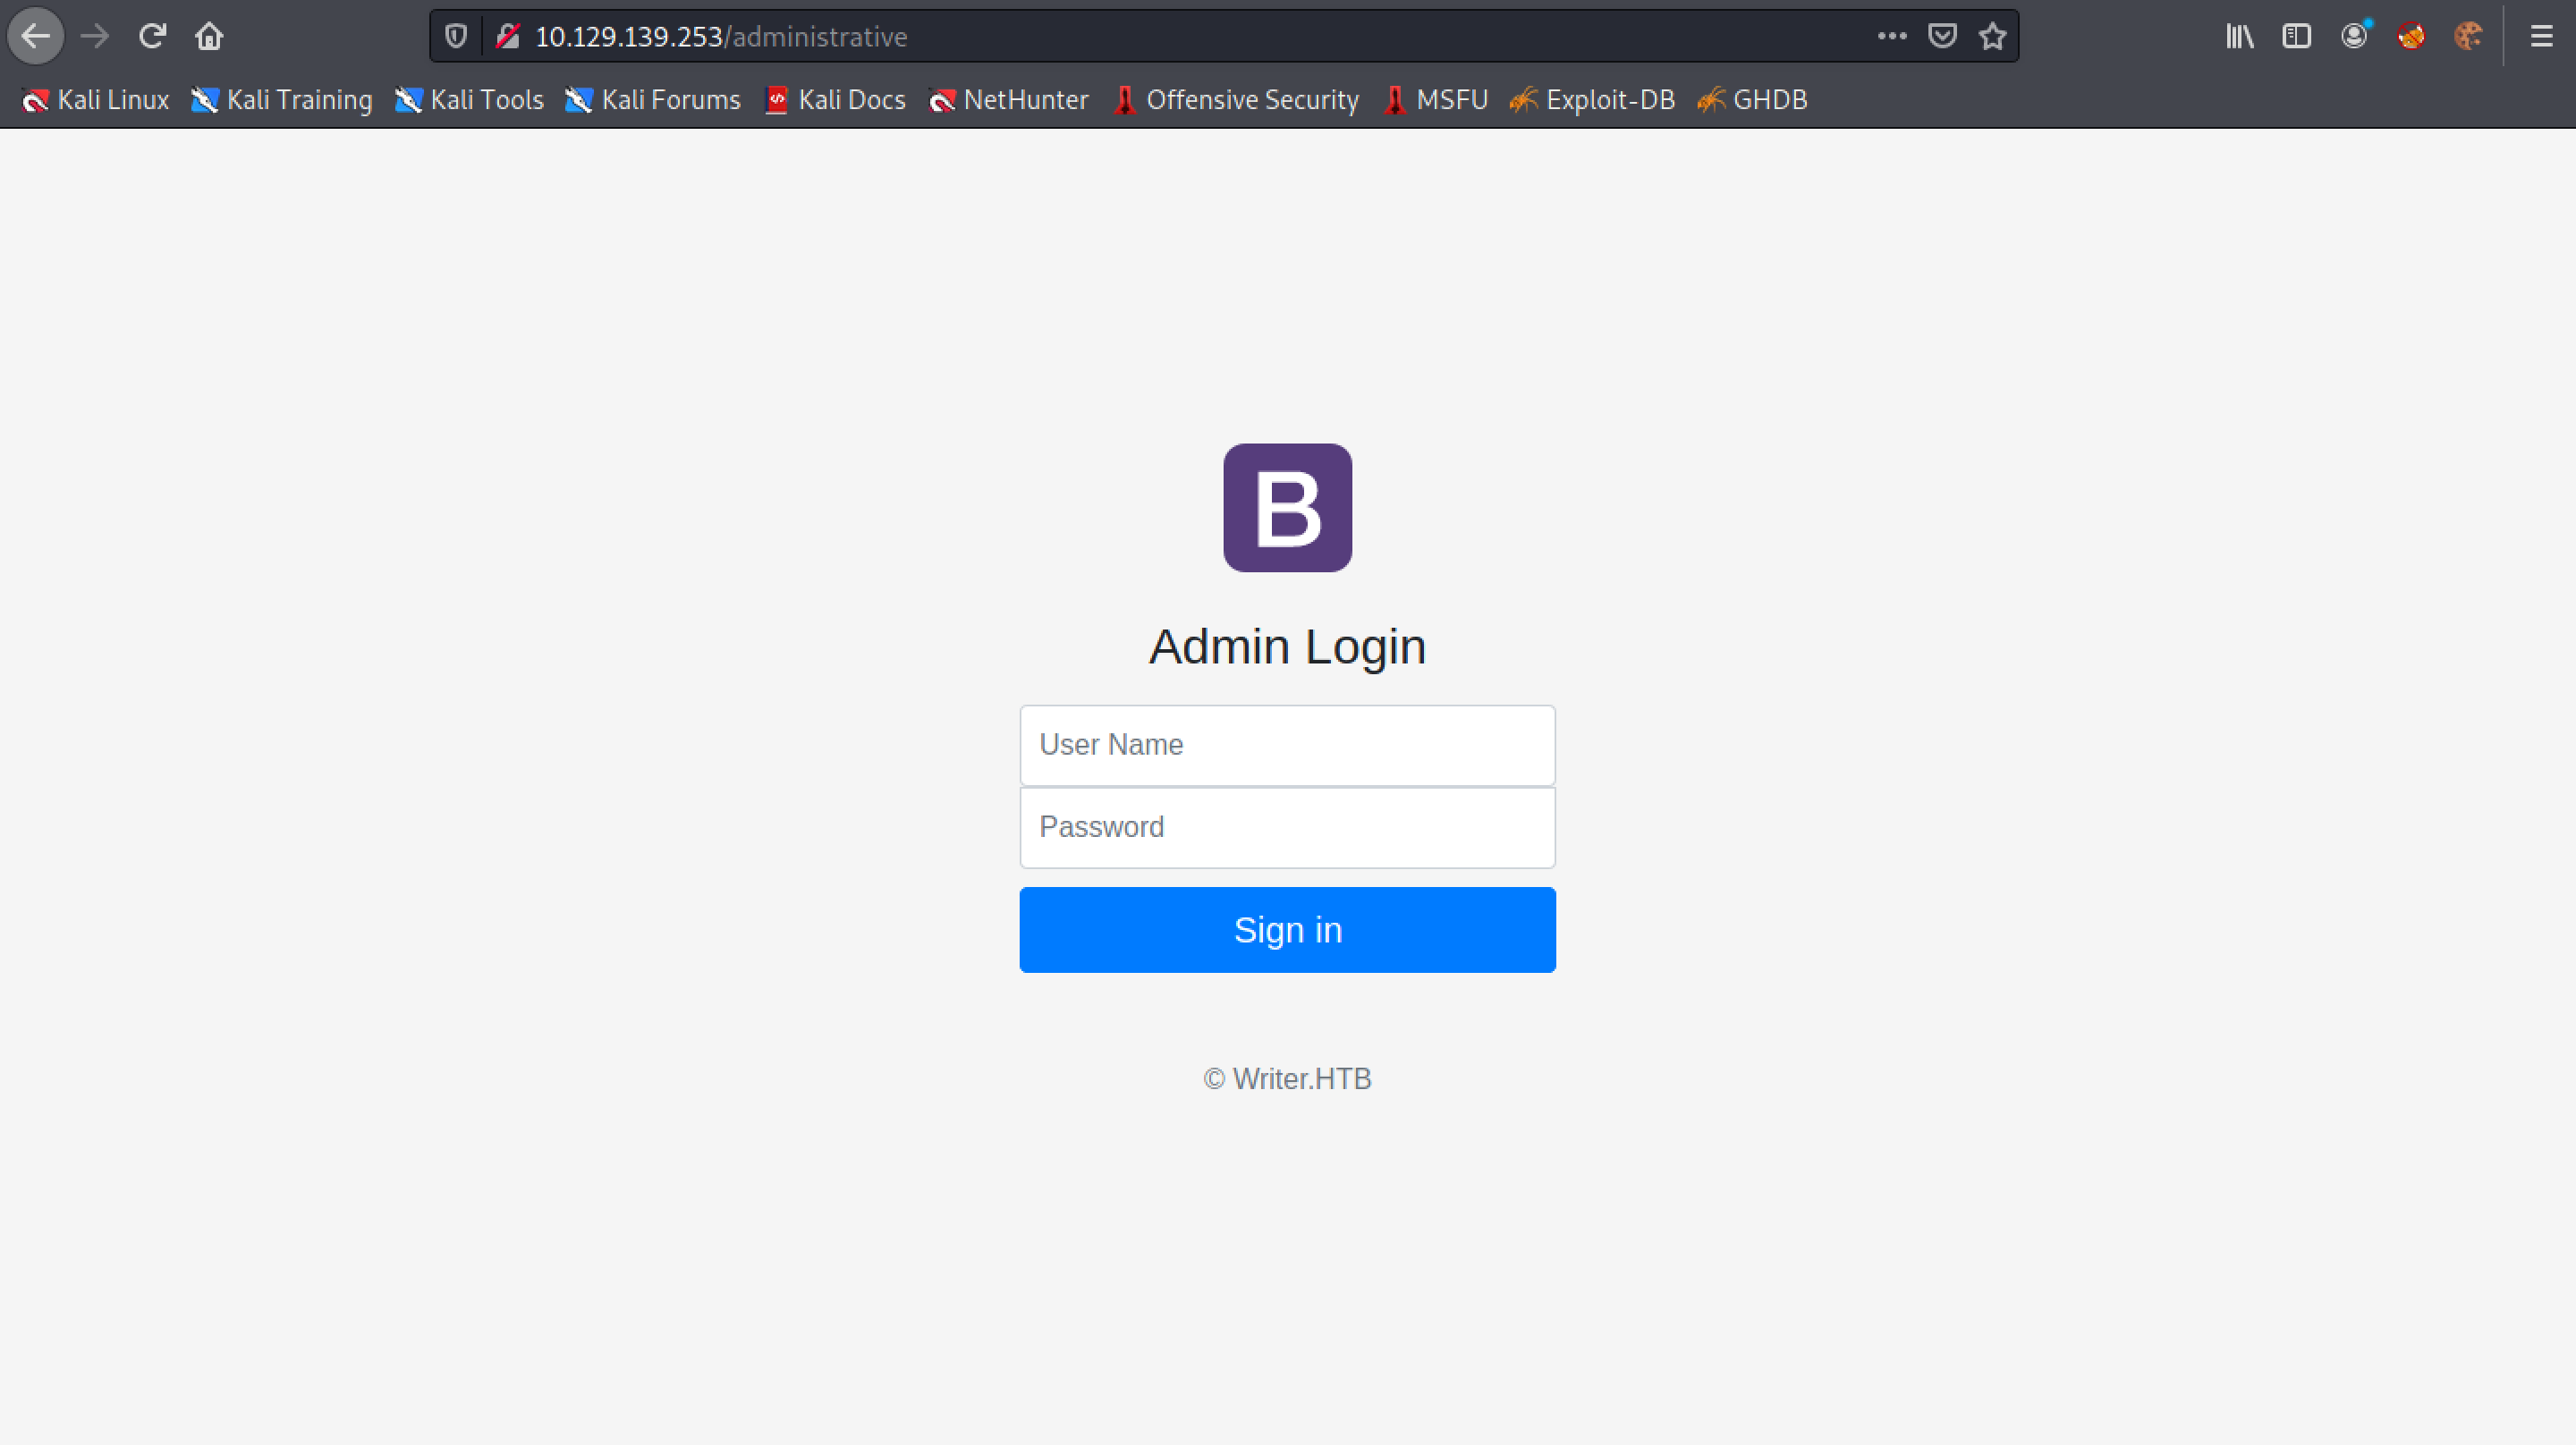 10.129.139.253/administrative
Kali Linux Kali Training Kali Tools Kali Forums Kali Docs NetHunter Offensive Security MSFU Exploit-DB GHDB
B
Admin Login
User Name
Password
Sign in
© Writer.HTB